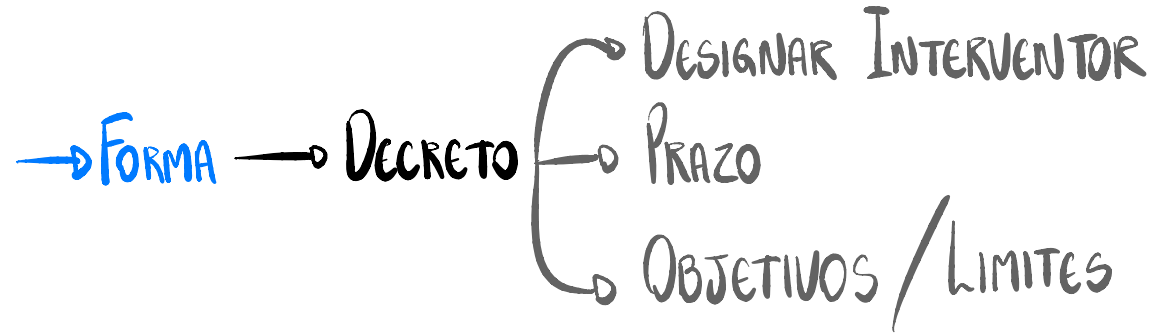 Forma
Decreto
Designar Interventor
Prazo
Objetivos / Limites